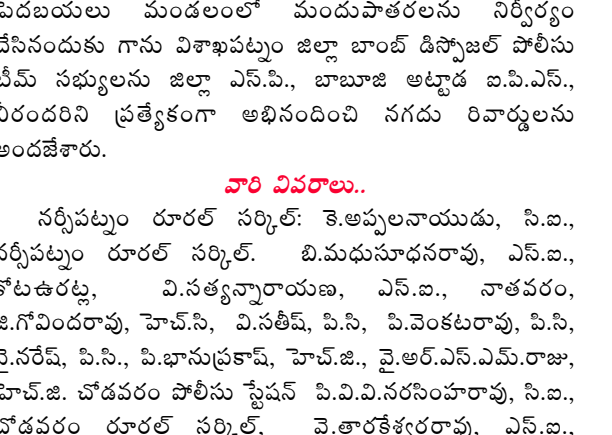 పెదబయలు మండలంలో మందుపాతరలను నిర్వీర్యం
చేసినందుకు గాను విశాఖపట్నం జిల్లా బాంబ్ డిస్పోజల్ పోలీసు
టీమ్ సభ్యులను జిల్లా ఎస్.పి., బాబూజి అట్టాడ ఐ.పి.ఎస్.,
వీరందరిని ప్రత్యేకంగా అభినందించి నగదు రివార్డులను
అందజేశారు.
వారి వివరాలు..
నర్సీపట్నం రూరల్ సర్కిల్: కె.అప్పలనాయుడు, సి.ఐ.,
నర్సీపట్నం రూరల్ సర్కిల్. బి.మధుసూధనరావు, ఎస్.ఐ.,
కోటఉరట్ల, వి.సత్యన్నారాయణ, ఎస్.ఐ., నాతవరం,
జి.గోవిందరావు, హెచ్.సి, వి.సతీష్, పి.సి, పి.వెంకటరావు, పి.సి,
వై.నరేష్, పి.సి., పి.భానుప్రకాష్, హెచ్.జి., వై.ఆర్.ఎస్.ఎమ్.రాజు,
హెచ్.జి. చోడవరం పోలీసు స్టేషన్ పి.వి.వి.నరసింహరావు, సి.ఐ.,
చోడవరం రూరల్ సర్కిల్, వె.తారకేశ్వరరావు, ఎస్.ఐ.,